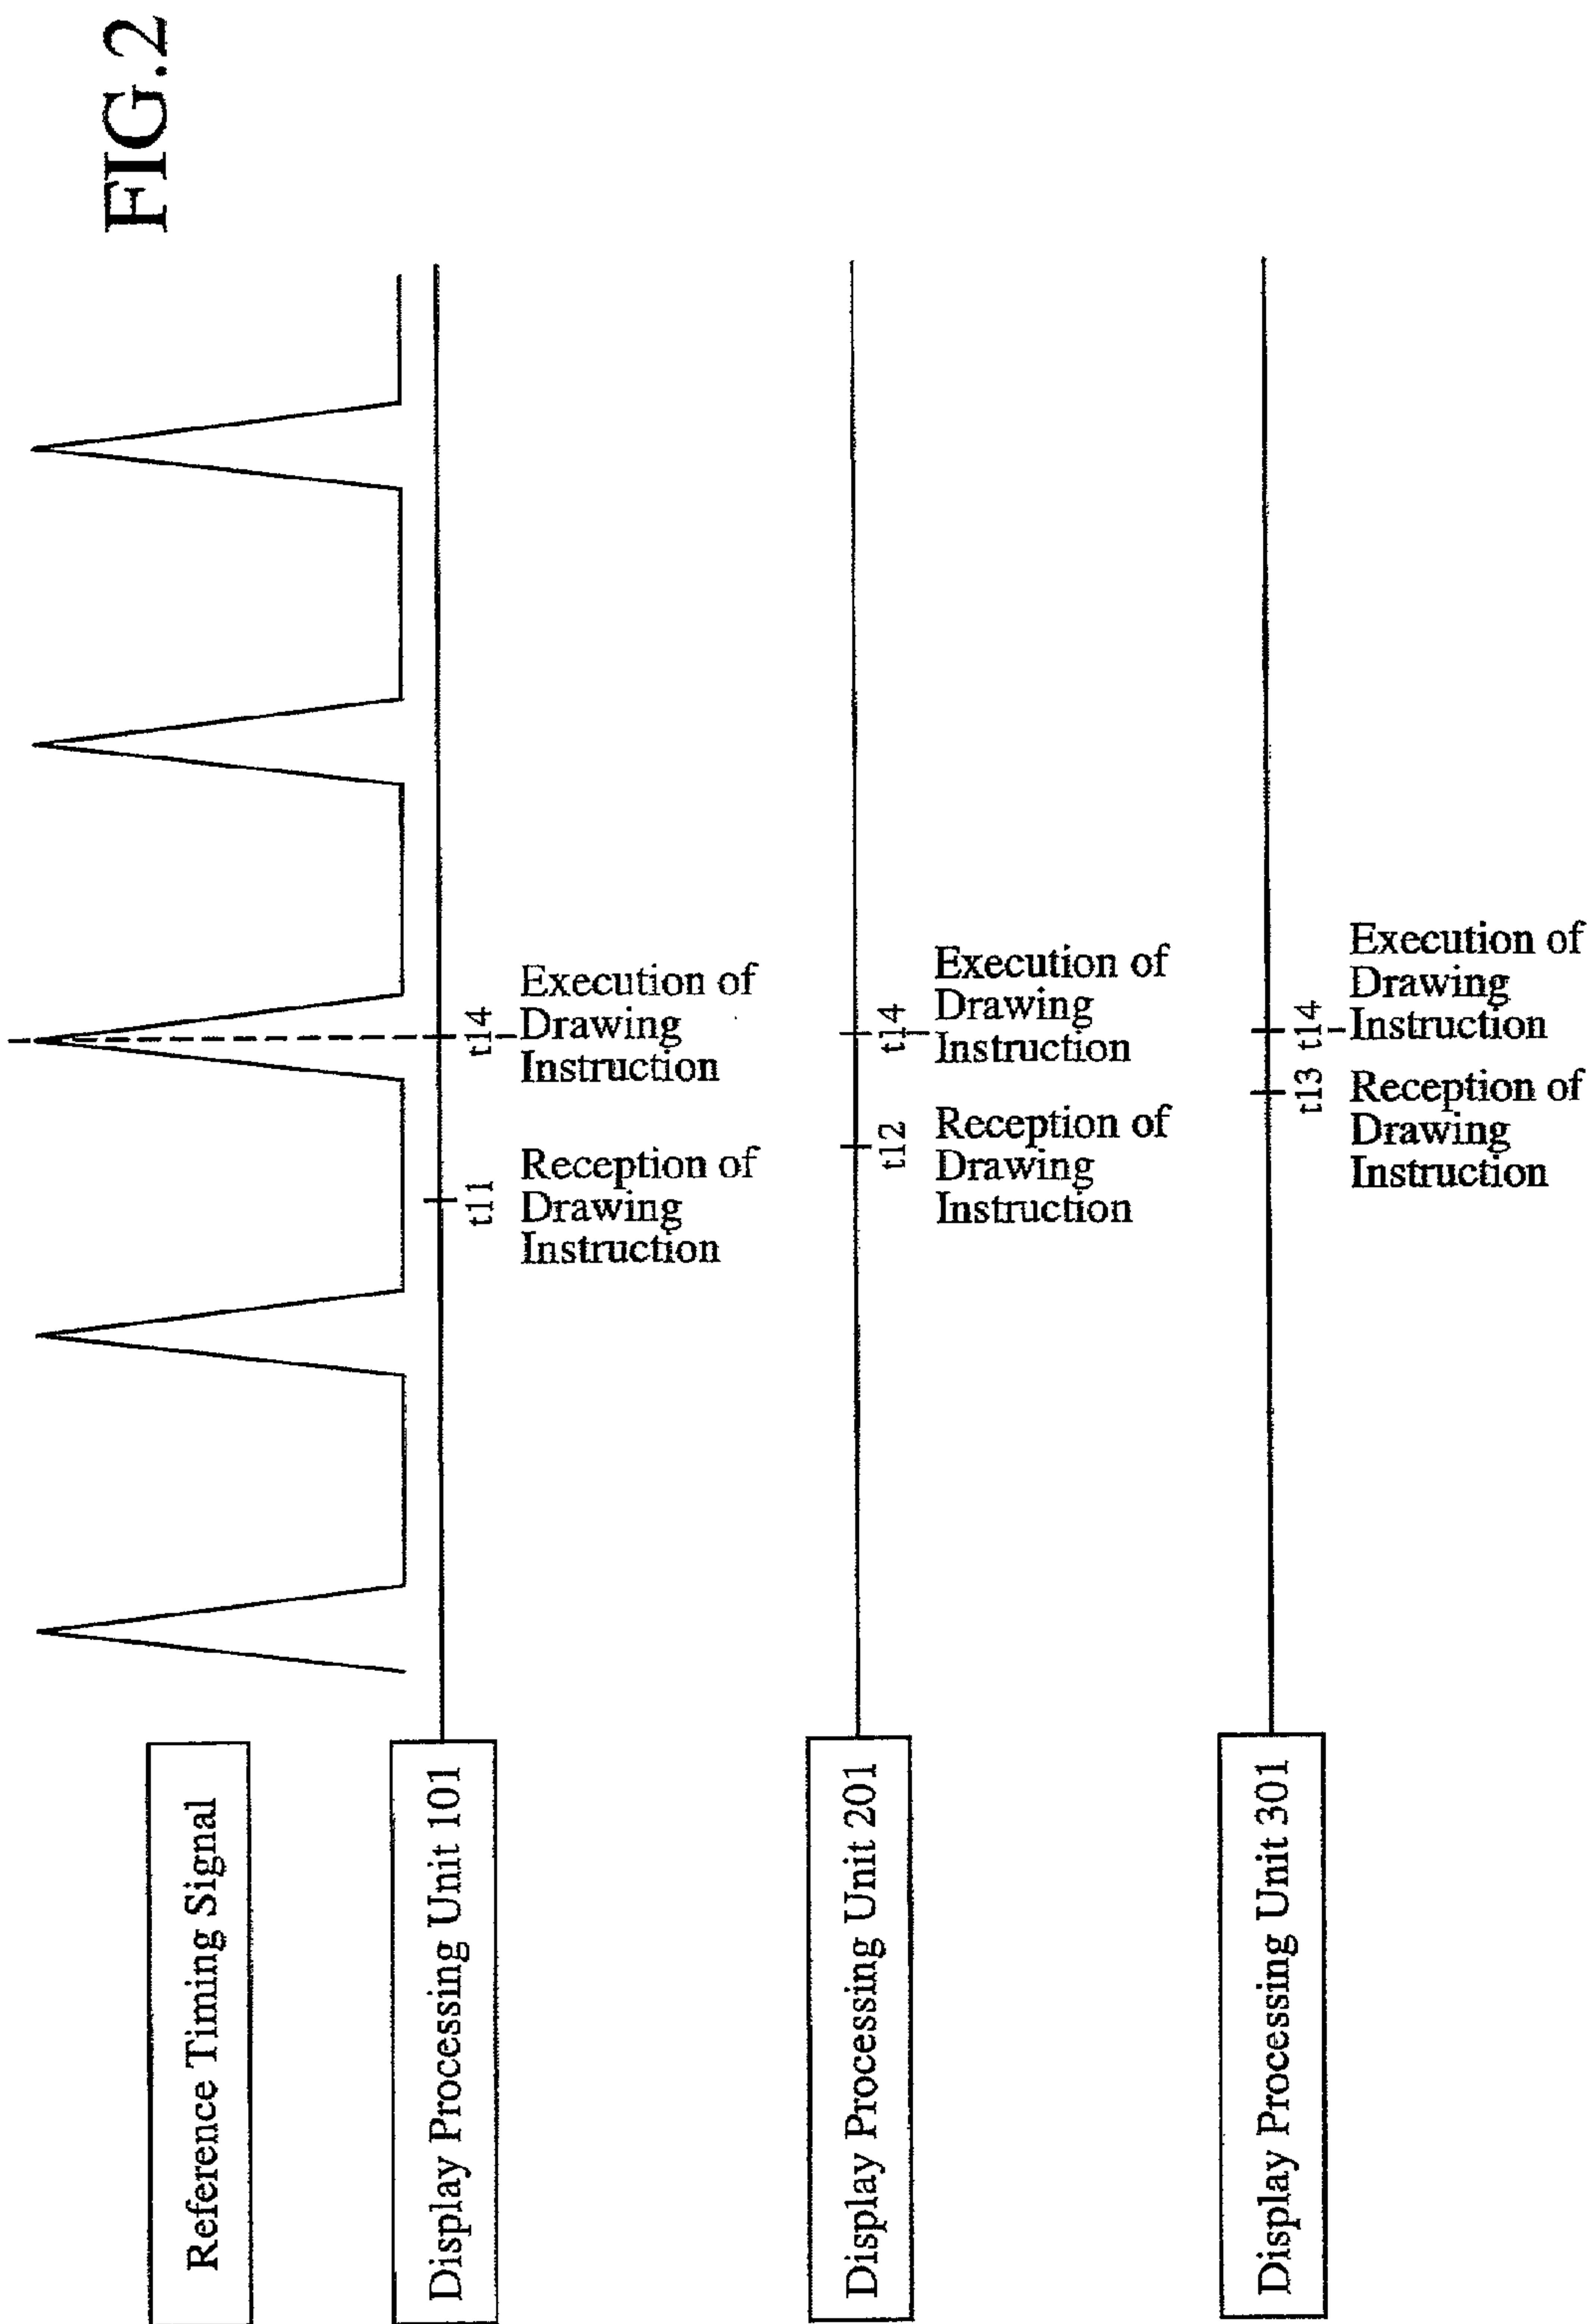 FIG.2
Reference Timing Signal
Display Processing Unit 101
t11
t14
Reception of
Drawing
Instruction
Execution of
Drawing
Instruction
Display Processing Unit 201
t12
t14
Reception of
Drawing
Instruction
Execution of
Drawing
Instruction
Display Processing Unit 301
t13
t14
Reception of
Drawing
Instruction
Execution of
Drawing
Instruction